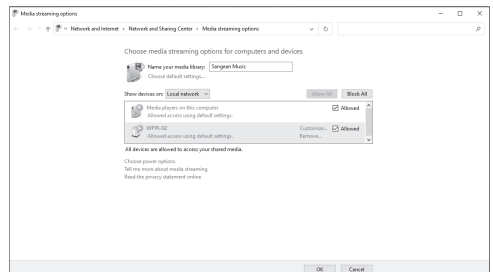 Media streaming options
Network and Internet › Network and Sharing Center › Media streaming options
Choose media streaming options for computers and devices
Name your media library: Sangean Music
Choose default settings...
Show devices on: Local network
Allow All Block All
Media players on this computer Allowed
Allowed access using default settings.
WFR-32 Customize... Allowed
Allowed access using default settings. Remove...
All devices are allowed to access your shared media.
Choose power options
Tell me more about media streaming
Read the privacy statement online
OK Cancel